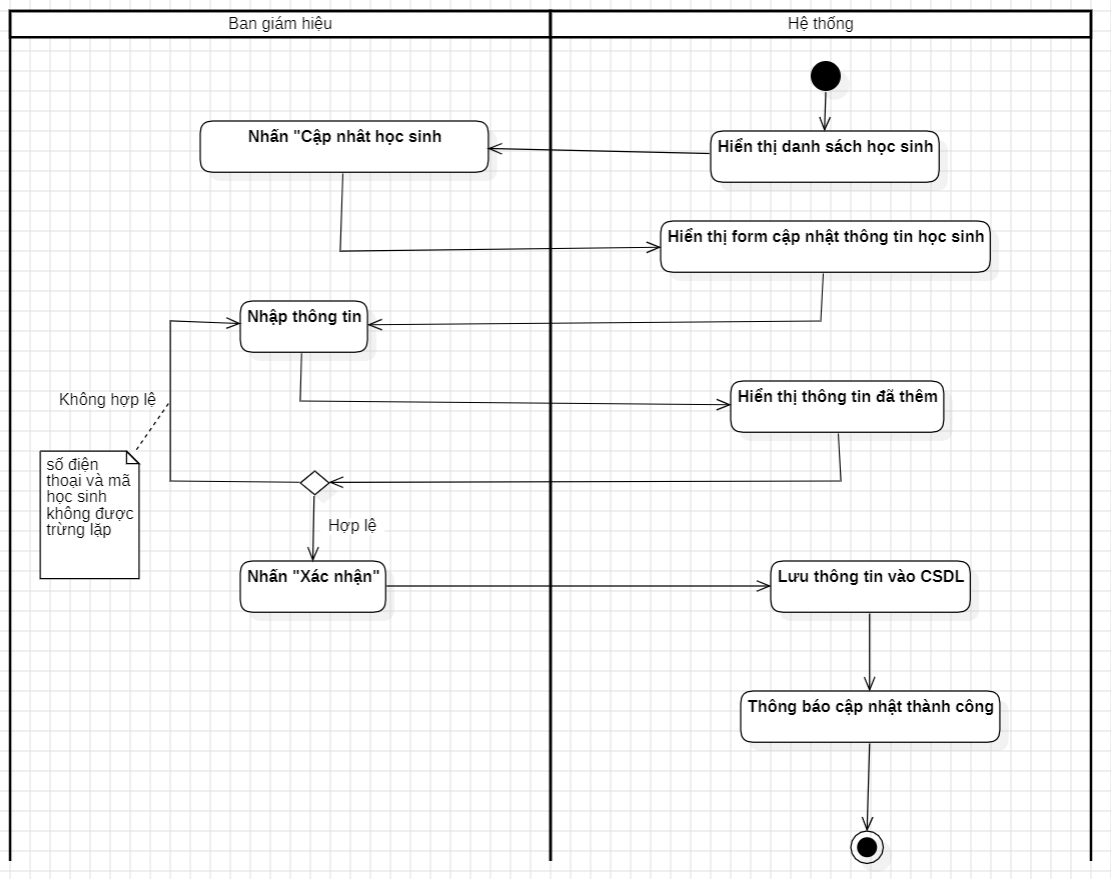 Ban giám hiệu
Hệ thống
Nhấn "Cập nhât học sinh
Hiển thị danh sách học sinh
Hiển thị form cập nhật thông tin học sinh
Nhập thông tin
Không hợp lệ
Hiển thị thông tin đã thêm
số điện
thoại và mã
học sinh
không được
trừng lặp
Hợp lệ
Nhấn "Xác nhận"
Lưu thông tin vào CSDL
Thông báo cập nhật thành công